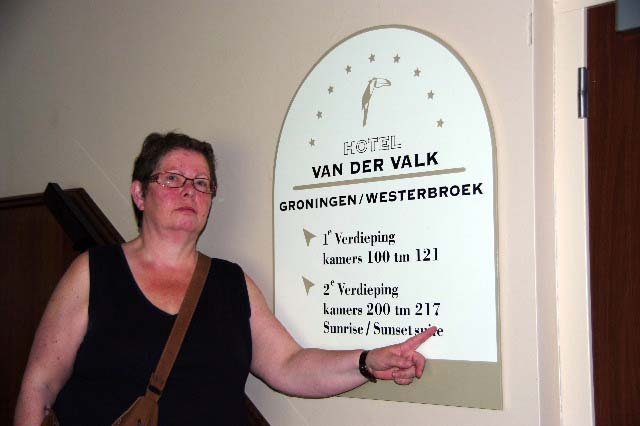 HOTEL
VAN DER VALK
GRONINGEN/WESTERBROEK
1e Verdieping
kamers 100 tm 121
2e Verdieping
kamers 200 tm 217
Sunrise/Sunset suite